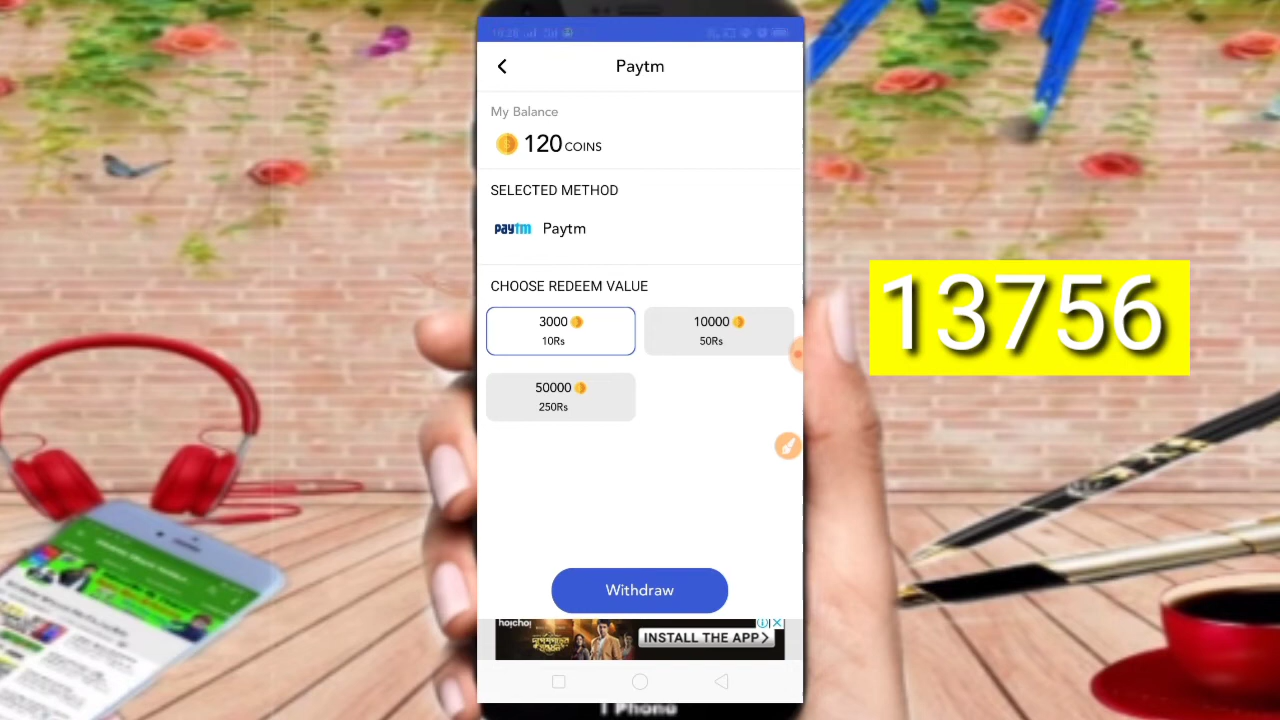 Paytm
My Balance
120 COINS
SELECTED METHOD
paytm Paytm
CHOOSE REDEEM VALUE
3000
10Rs
10000
50Rs
50000
250Rs
13756
Withdraw
hoichoi
INSTALL THE APP >